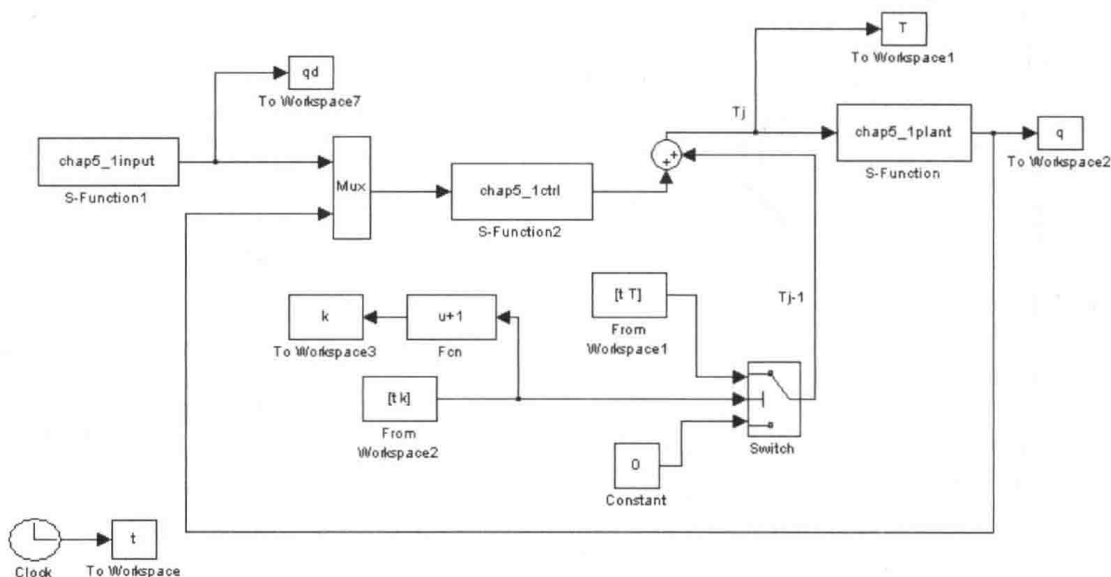 T
To Workspace1
qd
To Workspace7
Tj
chap5_1input
S-Function1
Mux
chap5_1ctrl
S-Function2
+
+
chap5_1plant
S-Function
q
To Workspace2
[t T]
From
Workspace1
Tj-1
k
To Workspace3
u+1
Fcn
[t k]
From
Workspace2
Switch
0
Constant
Clock
t
To Workspace